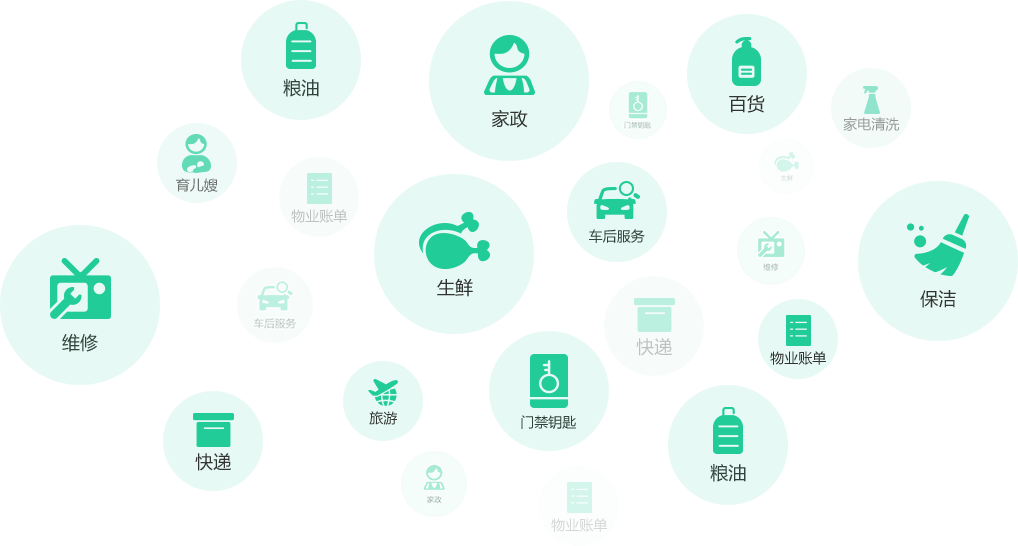 粮油
家政
百货
门禁钥匙
家电清洗
育儿嫂
生鲜
物业账单
车后服务
维修
生鲜
保洁
车后服务
维修
快递
物业账单
旅游
门禁钥匙
快递
粮油
家政
物业账单